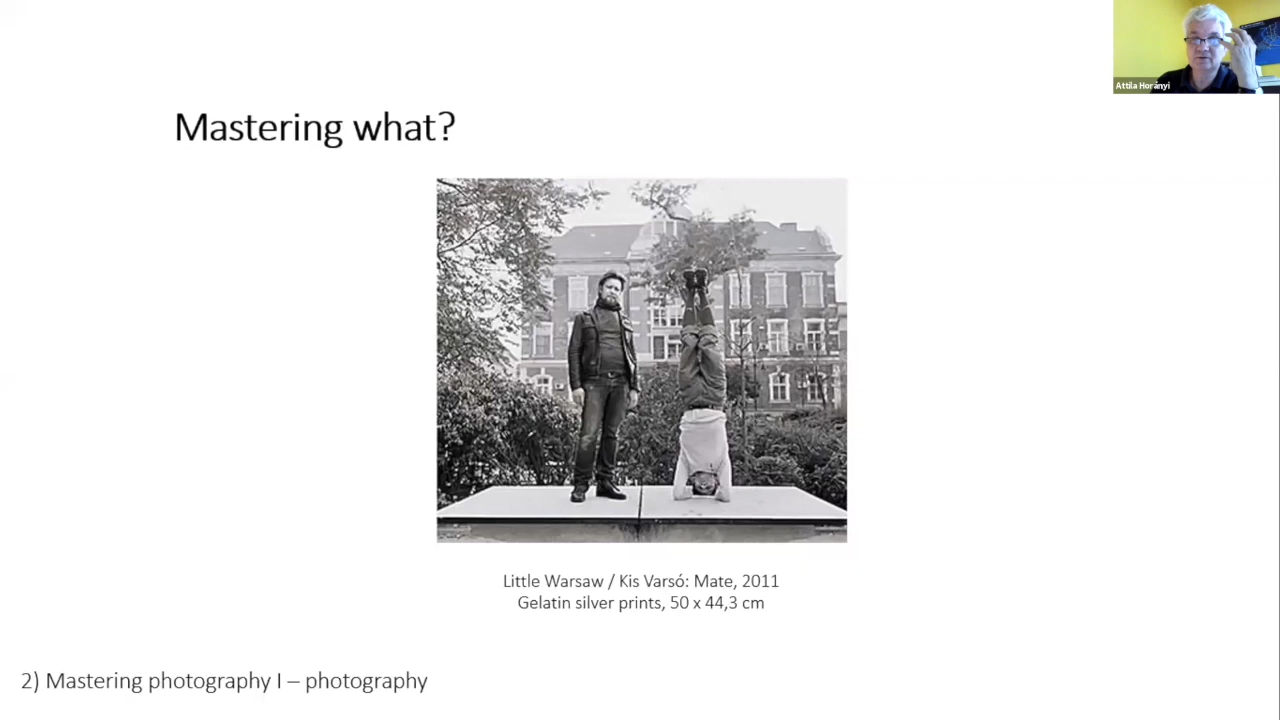 Attila Horányi
Mastering what?
Little Warsaw / Kis Varsó: Mate, 2011
Gelatin silver prints, 50 x 44,3 cm
2) Mastering photography I – photography